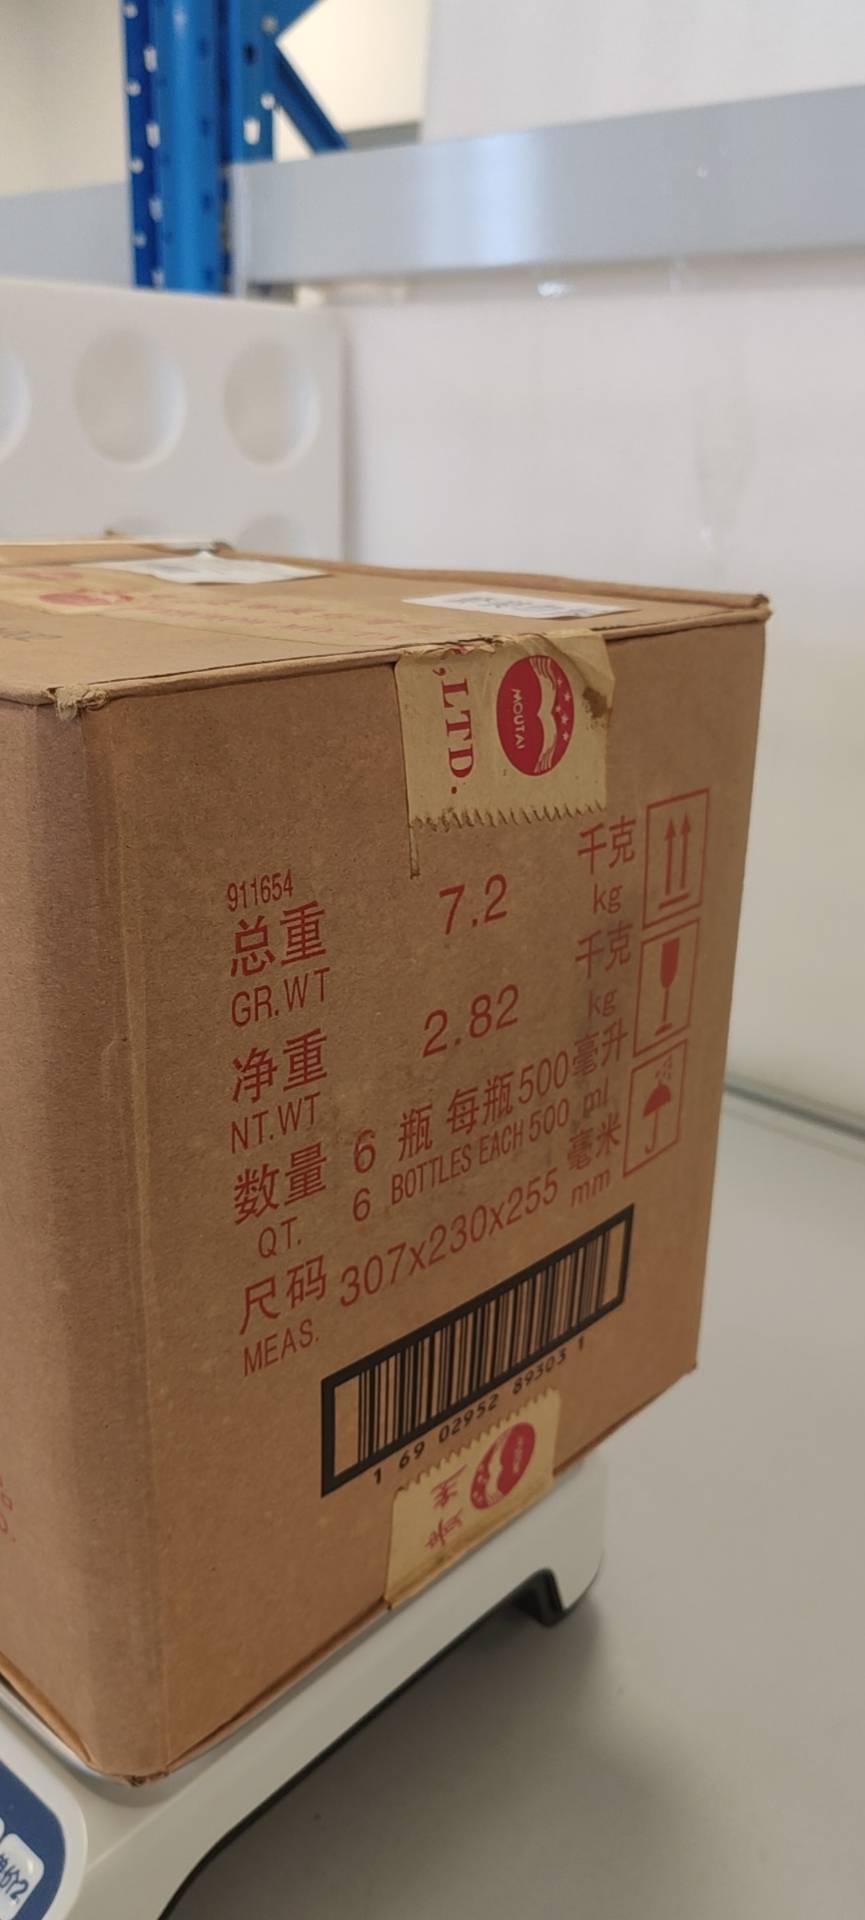 ,LTD.
MOUTAI
911654
总重 7.2 千克
GR.WT kg
净重 2.82 千克
NT.WT kg
数量 6 瓶 每瓶500毫升
QT. 6 BOTTLES EACH 500 ml
尺码 307x230x255 毫米
MEAS. mm
1 69 02952 89303 1